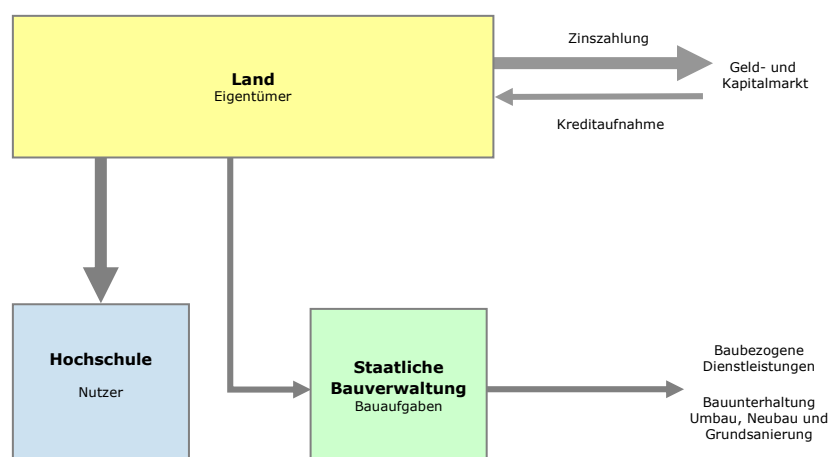 Zinszahlung
Land
Eigentümer
Geld- und
Kapitalmarkt
Kreditaufnahme
Hochschule
Nutzer
Staatliche
Bauverwaltung
Bauaufgaben
Baubezogene
Dienstleistungen
Bauunterhaltung
Umbau, Neubau und
Grundsanierung